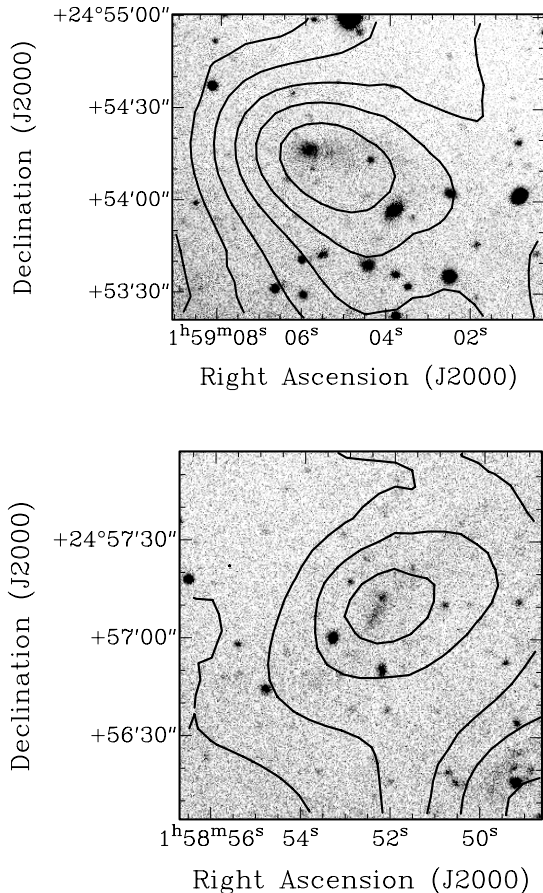 +24°55′00″
+54′30″
+54′00″
+53′30″
Declination (J2000)
1ʰ59ᵐ08ˢ 06ˢ 04ˢ 02ˢ
Right Ascension (J2000)
+24°57′30″
+57′00″
+56′30″
Declination (J2000)
1ʰ58ᵐ56ˢ 54ˢ 52ˢ 50ˢ
Right Ascension (J2000)